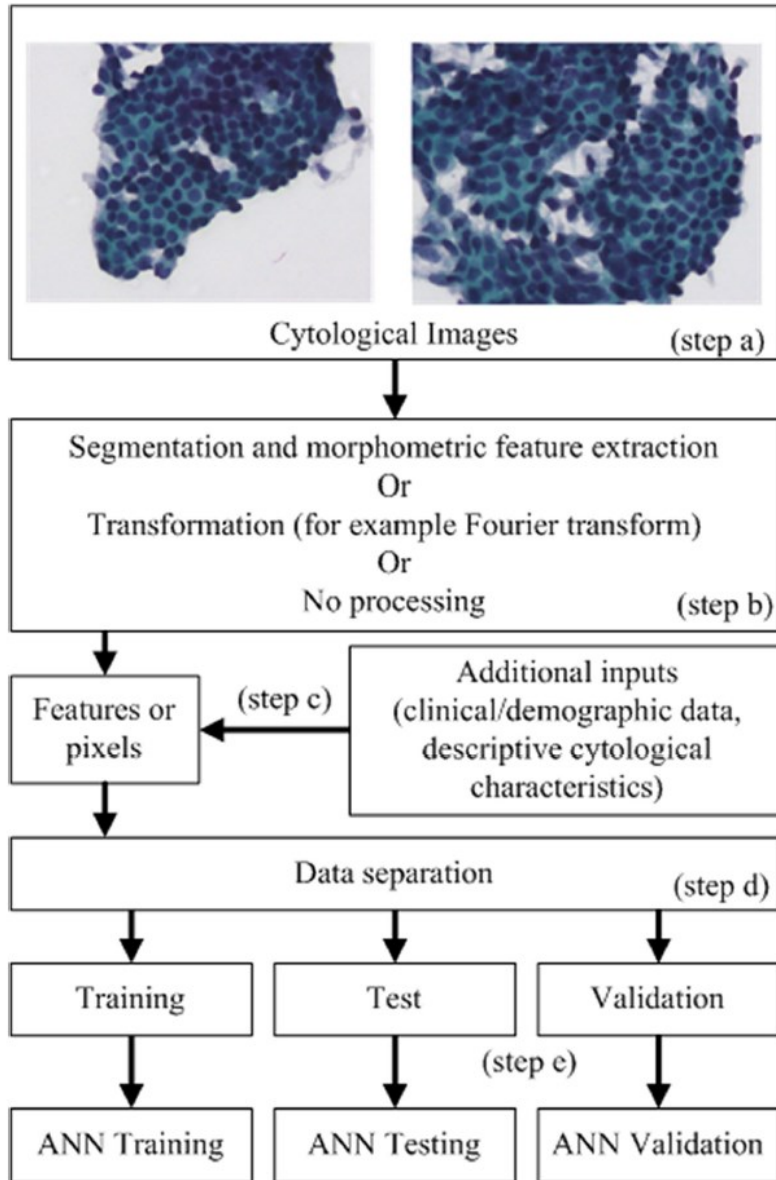 Cytological Images
(step a)
Segmentation and morphometric feature extraction
Or
Transformation (for example Fourier transform)
Or
No processing
(step b)
Features or
pixels
(step c)
Additional inputs
(clinical/demographic data,
descriptive cytological
characteristics)
Data separation
(step d)
Training
Test
Validation
(step e)
ANN Training
ANN Testing
ANN Validation